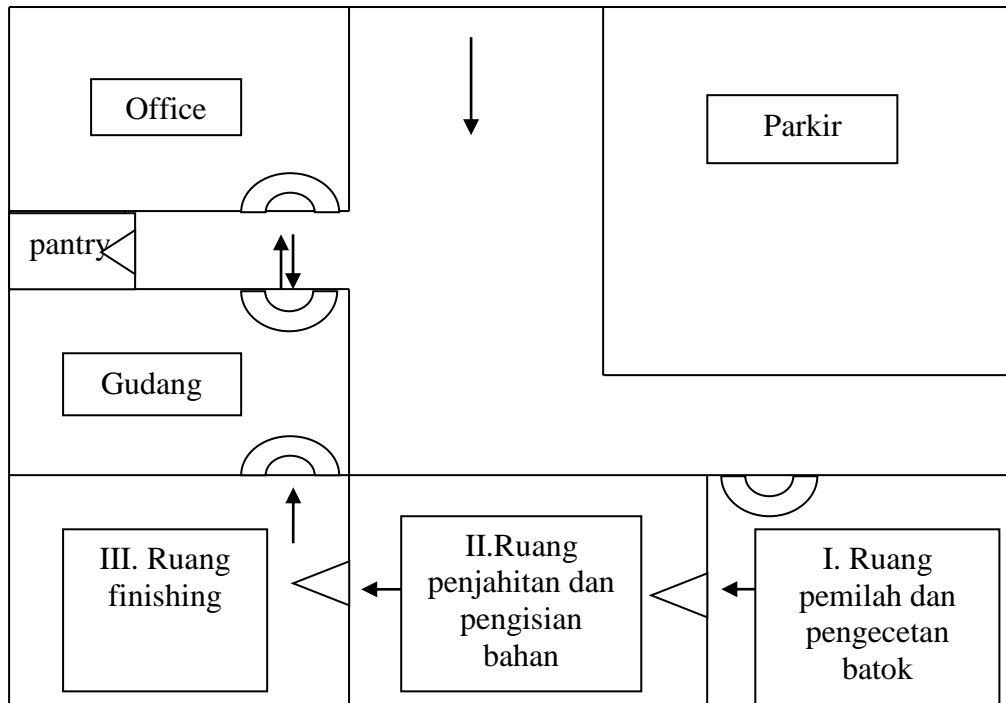 Office
Parkir
pantry
Gudang
III. Ruang
finishing
II.Ruang
penjahitan dan
pengisian
bahan
I. Ruang
pemilah dan
pengecetan
batok